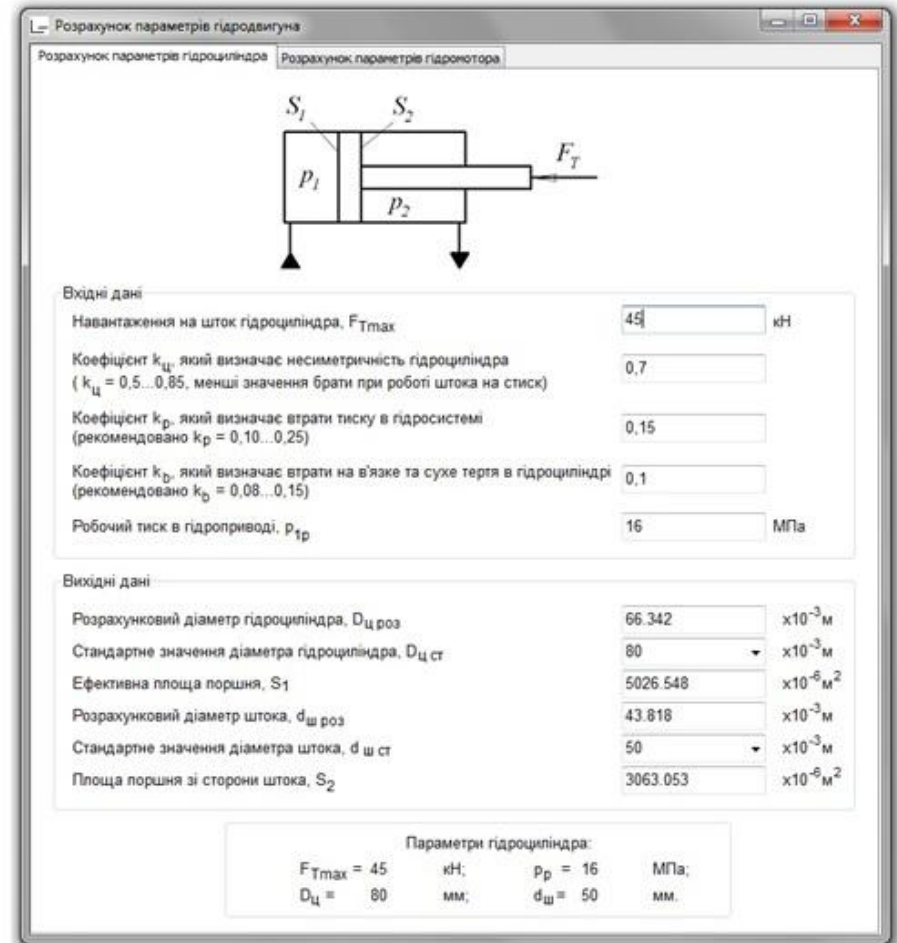 Розрахунок параметрів гідродвигуна
Розрахунок параметрів гідроциліндра Розрахунок параметрів гідромотора
S1 S2
FT
p1
p2
Вхідні дані
Навантаження на шток гідроциліндра, FTmax 45 кН
Коефіцієнт kц, який визначає несиметричність гідроциліндра
( kц = 0,5...0,85, менші значення брати при роботі штока на стиск) 0,7
Коефіцієнт kp, який визначає втрати тиску в гідросистемі
(рекомендовано kp = 0,10...0,25) 0,15
Коефіцієнт kb, який визначає втрати на в'язке та сухе тертя в гідроциліндрі
(рекомендовано kb = 0,08...0,15) 0,1
Робочий тиск в гідроприводі, p1p 16 МПа
Вихідні дані
Розрахунковий діаметр гідроциліндра, Dц роз 66.342 x10⁻³м
Стандартне значення діаметра гідроциліндра, Dц ст 80 x10⁻³м
Ефективна площа поршня, S1 5026.548 x10⁻⁶м²
Розрахунковий діаметр штока, dш роз 43.818 x10⁻³м
Стандартне значення діаметра штока, d ш ст 50 x10⁻³м
Площа поршня зі сторони штока, S2 3063.053 x10⁻⁶м²
Параметри гідроциліндра:
FTmax = 45 кН; pp = 16 МПа;
Dц = 80 мм; dш = 50 мм.